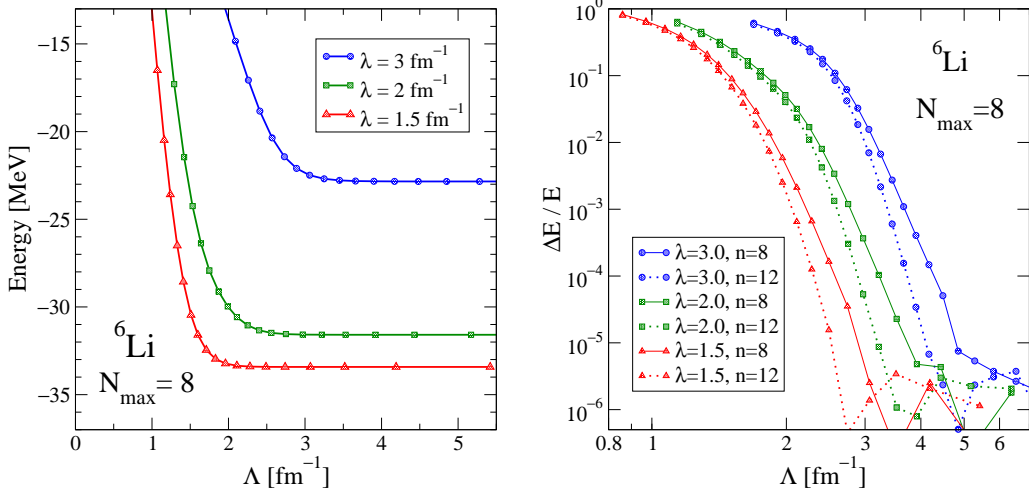 Energy [MeV]
−15
−20
−25
−30
−35
λ = 3 fm⁻¹
λ = 2 fm⁻¹
λ = 1.5 fm⁻¹
⁶Li
N_max = 8
0 1 2 3 4 5
Λ [fm⁻¹]
ΔE / E
10⁰
10⁻¹
10⁻²
10⁻³
10⁻⁴
10⁻⁵
10⁻⁶
⁶Li
N_max=8
λ=3.0, n=8
λ=3.0, n=12
λ=2.0, n=8
λ=2.0, n=12
λ=1.5, n=8
λ=1.5, n=12
0.8 1 2 3 4 5 6
Λ [fm⁻¹]